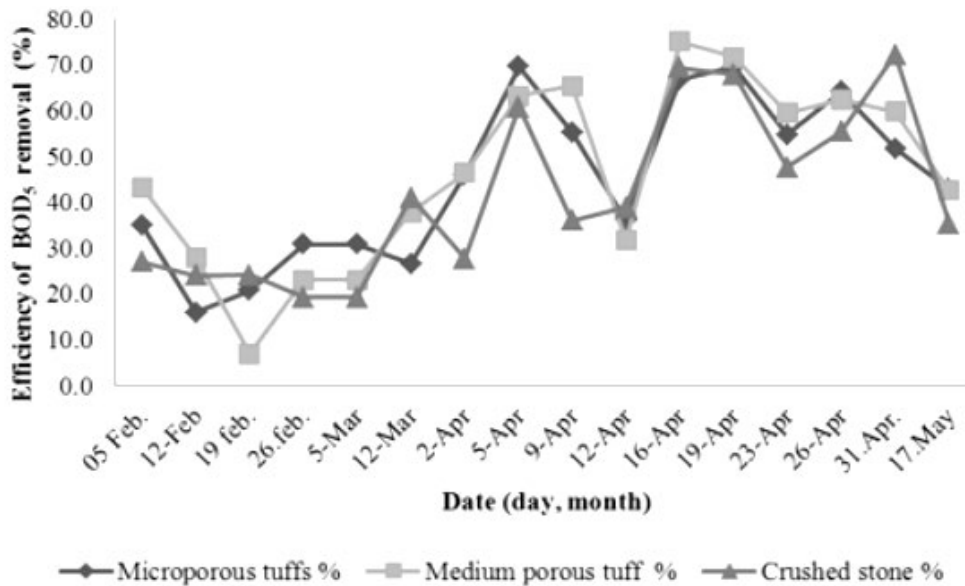 Efficiency of BOD₅ removal (%)
80.0
70.0
60.0
50.0
40.0
30.0
20.0
10.0
0.0
05 Feb.
12-Feb
19 feb.
26.feb.
5-Mar
12-Mar
2-Apr
5-Apr
9-Apr
12-Apr
16-Apr
19-Apr
23-Apr
26-Apr
31.Apr.
17.May
Date (day, month)
Microporous tuffs % Medium porous tuff % Crushed stone %